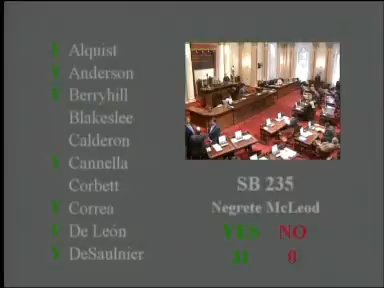 Alquist
Anderson
Berryhill
Blakeslee
Calderon
Cannella
Corbett
Correa
De León
DeSaulnier
SB 235
Negrete McLeod
YES NO
31 0